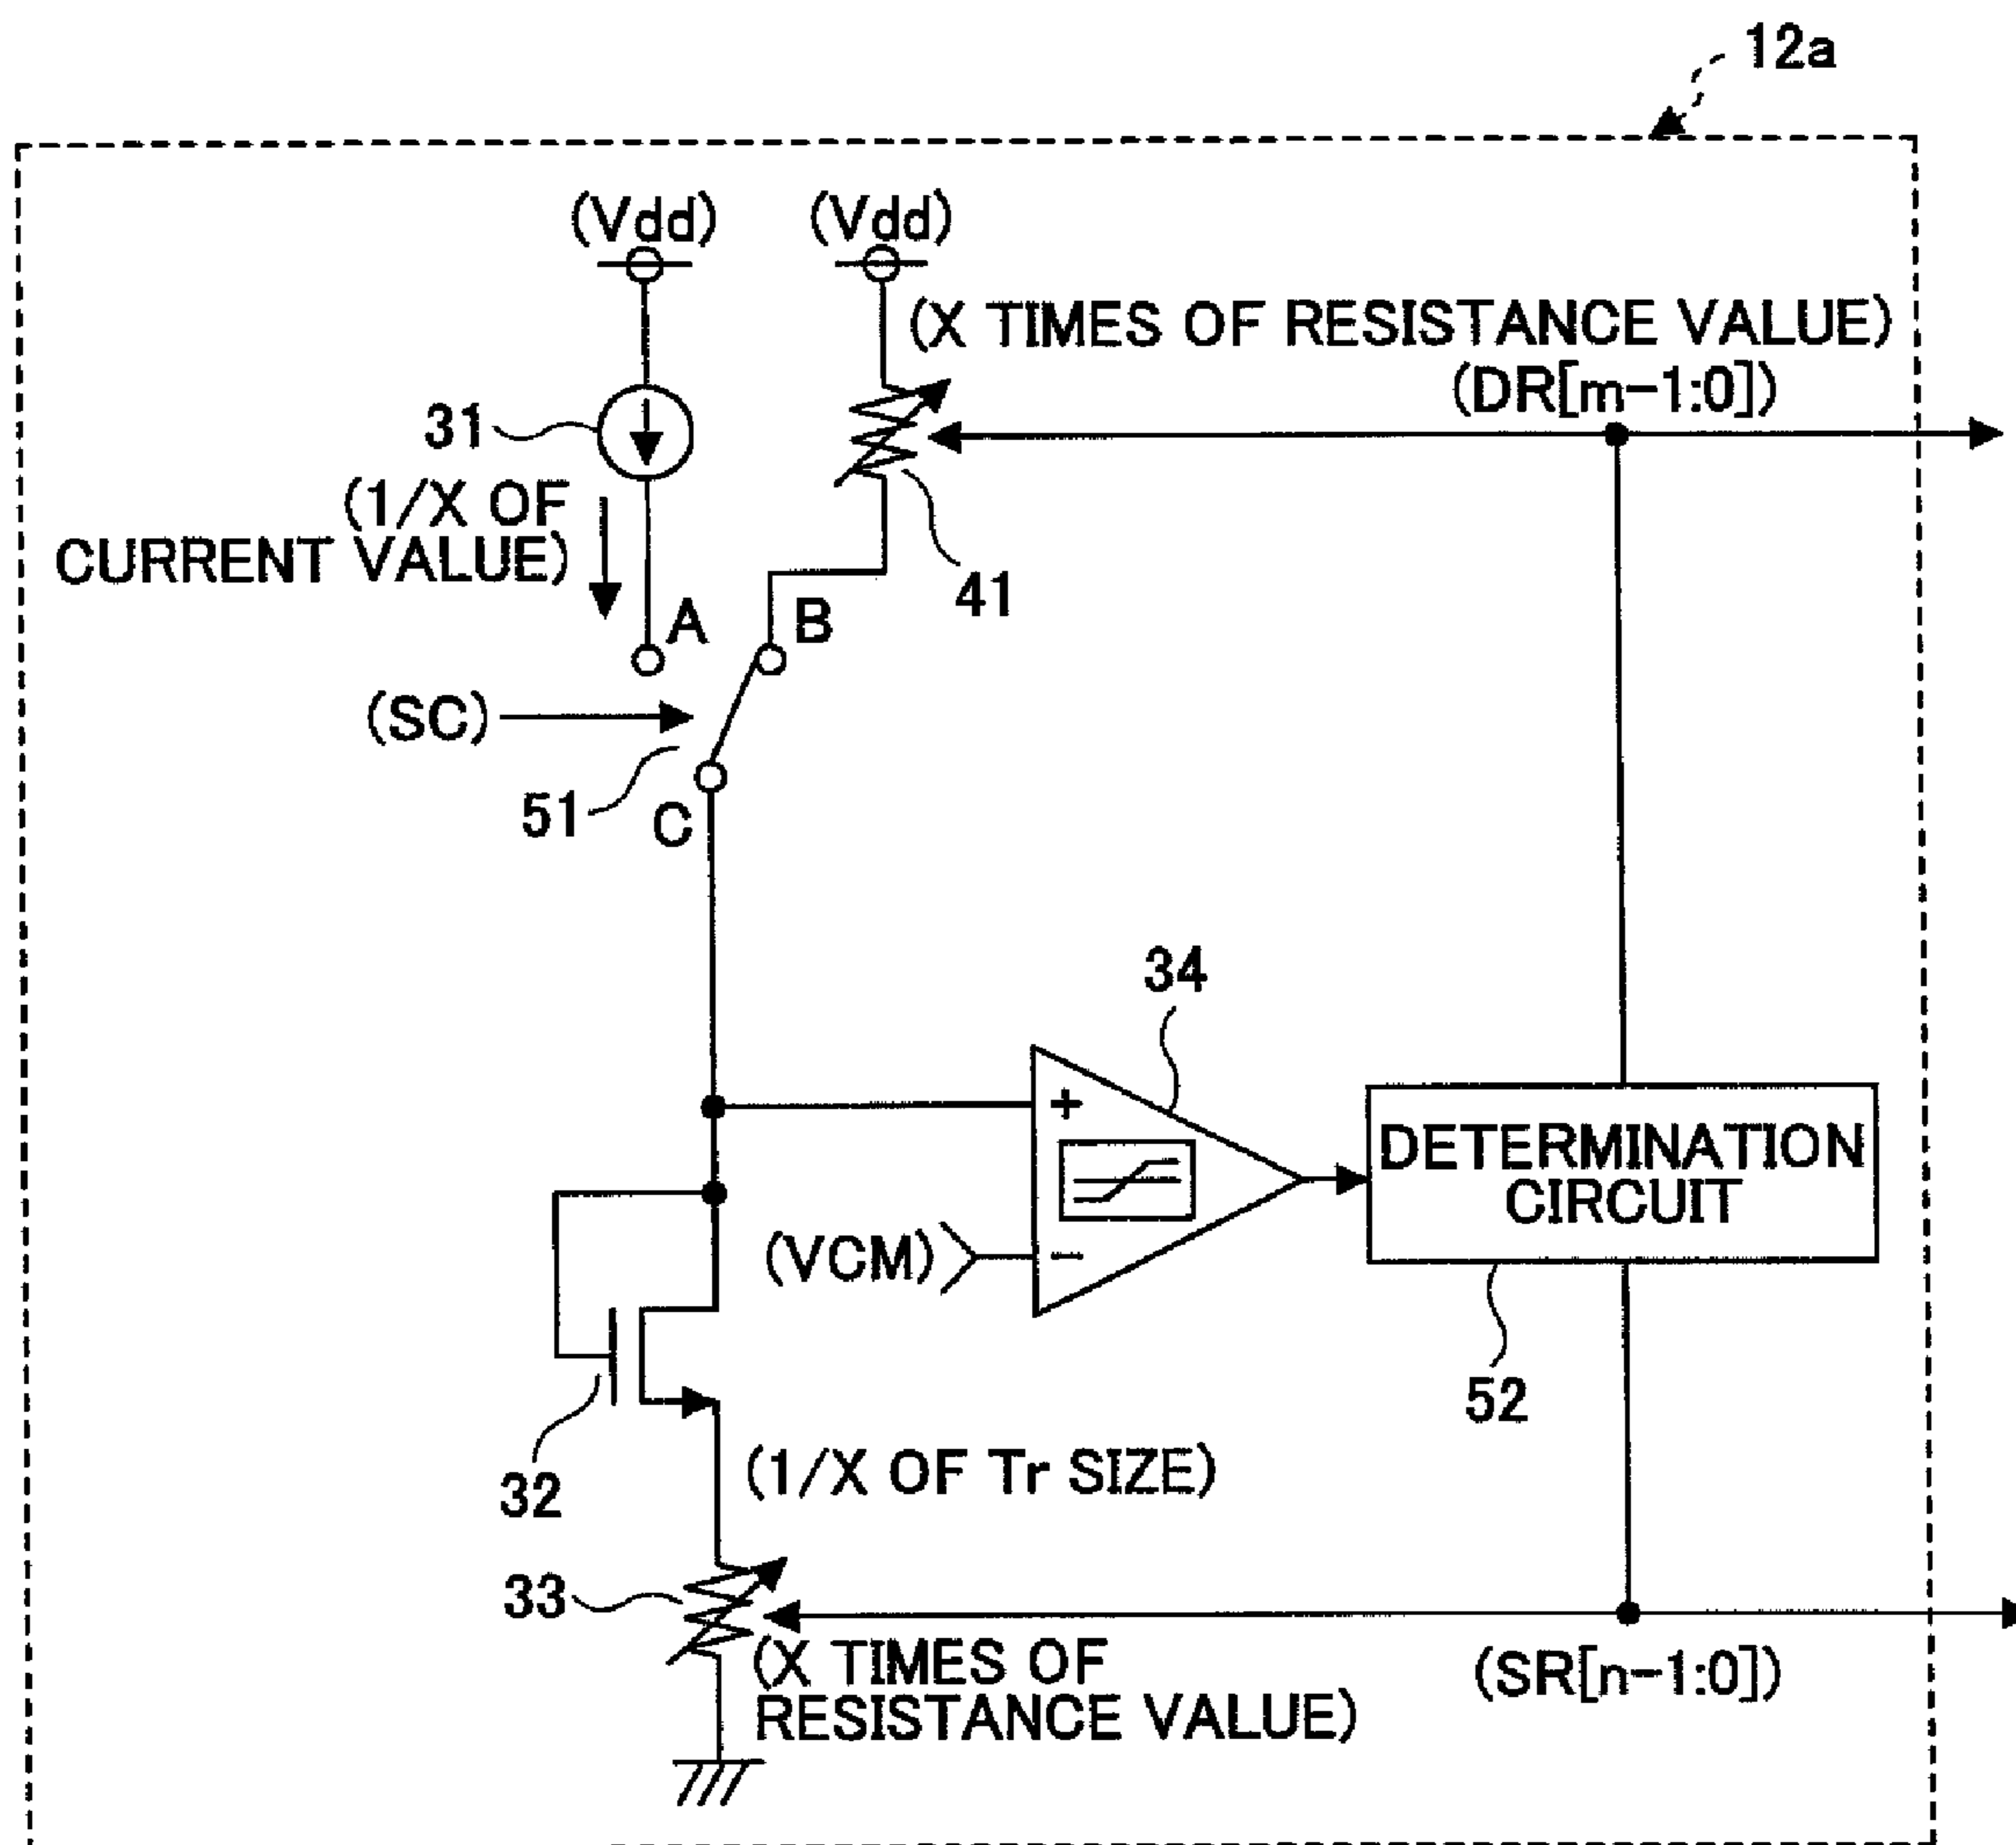 12a
(Vdd) (Vdd)
(X TIMES OF RESISTANCE VALUE)
(DR[m-1:0])
31
(1/X OF
CURRENT VALUE)
41
A B
(SC)
51
C
34
+
DETERMINATION
CIRCUIT
(VCM)
-
52
32
(1/X OF Tr SIZE)
33
(X TIMES OF
RESISTANCE VALUE)
(SR[n-1:0])